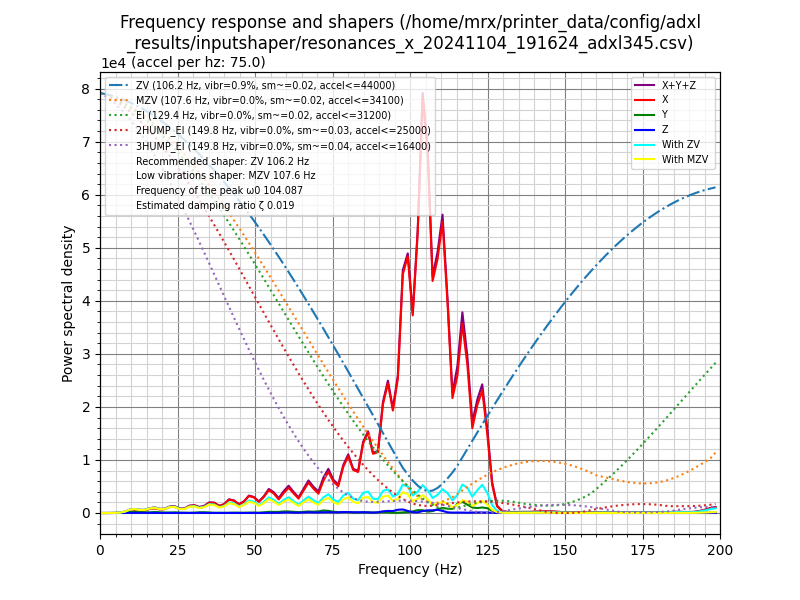 Frequency response and shapers (/home/mrx/printer_data/config/adxl
_results/inputshaper/resonances_x_20241104_191624_adxl345.csv)
1e4 (accel per hz: 75.0)
ZV (106.2 Hz, vibr=0.9%, sm~=0.02, accel<=44000)
MZV (107.6 Hz, vibr=0.0%, sm~=0.02, accel<=34100)
EI (129.4 Hz, vibr=0.0%, sm~=0.02, accel<=31200)
2HUMP_EI (149.8 Hz, vibr=0.0%, sm~=0.03, accel<=25000)
3HUMP_EI (149.8 Hz, vibr=0.0%, sm~=0.04, accel<=16400)
Recommended shaper: ZV 106.2 Hz
Low vibrations shaper: MZV 107.6 Hz
Frequency of the peak ω0 104.087
Estimated damping ratio ζ 0.019
X+Y+Z
X
Y
Z
With ZV
With MZV
8
7
6
5
4
3
2
1
0
Power spectral density
0 25 50 75 100 125 150 175 200
Frequency (Hz)